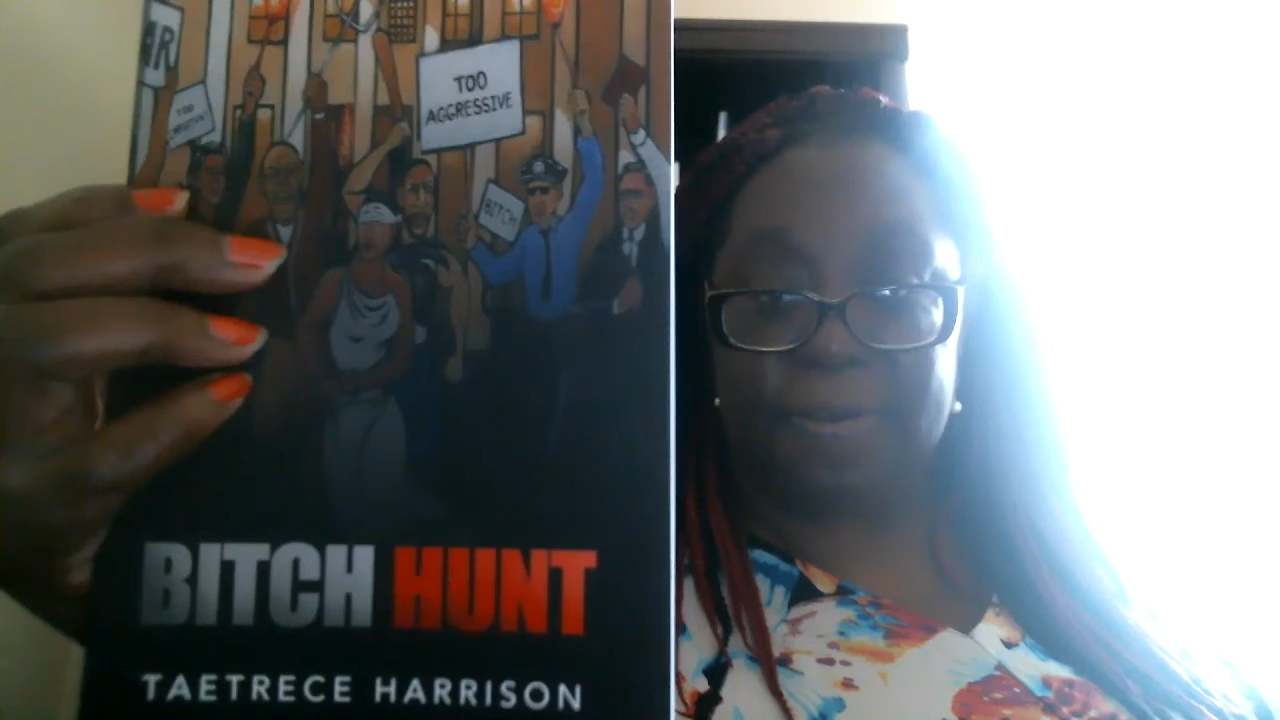 TOO
AGGRESSIVE
BITCH
BITCH HUNT
TAETRECE HARRISON